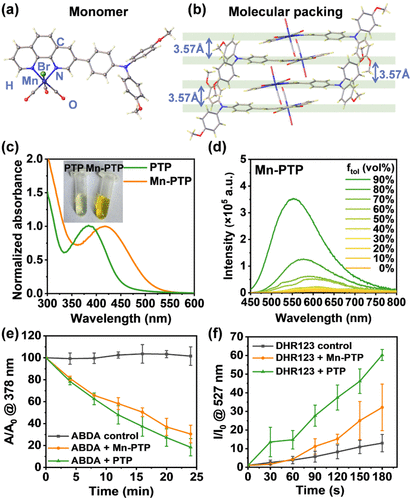 (a) Monomer
C
Br
Mn
N
H
O
(b) Molecular packing
3.57Å
3.57Å
3.57Å
(c)
PTP Mn-PTP
PTP
Mn-PTP
Normalized absorbance
2.0
1.5
1.0
0.5
0.0
300 350 400 450 500 550 600
Wavelength (nm)
(d)
Mn-PTP
ftol (vol%)
90%
80%
70%
60%
50%
40%
30%
20%
10%
0%
Intensity (×10⁵ a.u.)
5
4
3
2
1
0
450 500 550 600 650 700 750 800
Wavelength (nm)
(e)
A/A0 @ 378 nm
120
100
80
60
40
20
0
ABDA control
ABDA + Mn-PTP
ABDA + PTP
0 5 10 15 20 25
Time (min)
(f)
DHR123 control
DHR123 + Mn-PTP
DHR123 + PTP
I/I0 @ 527 nm
70
60
50
40
30
20
10
0
0 30 60 90 120 150 180
Time (s)